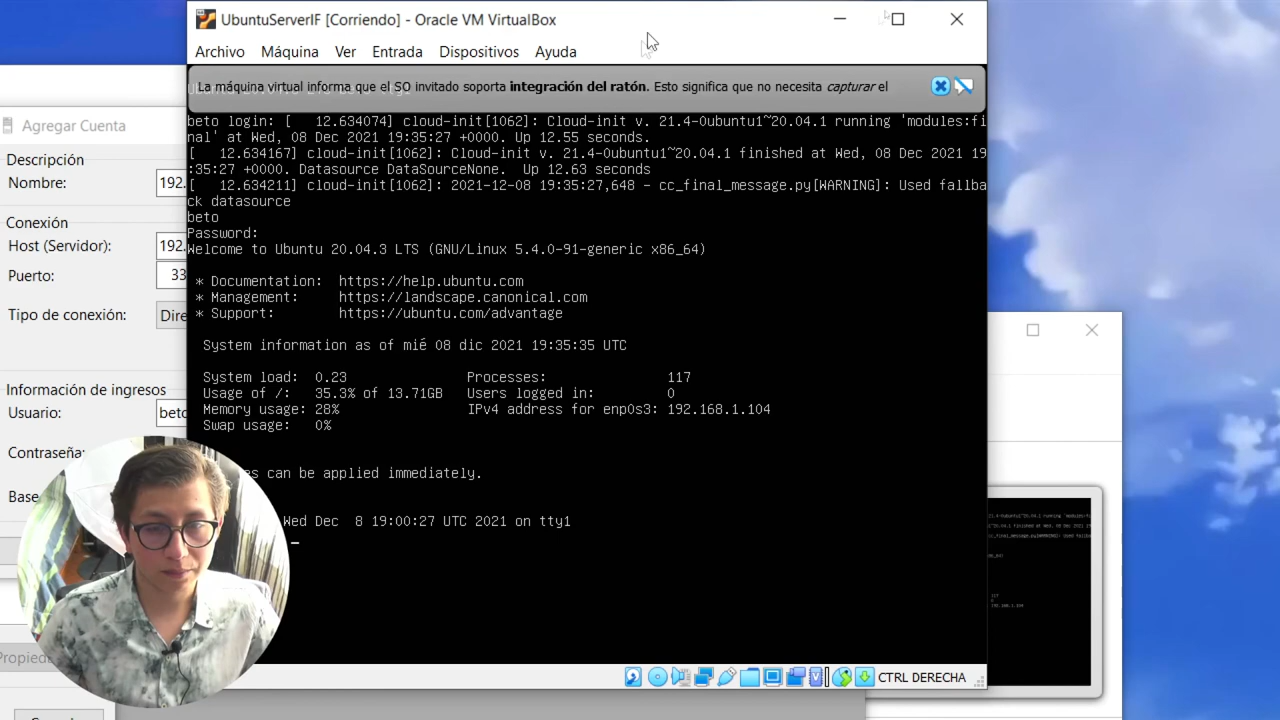 UbuntuServerIF [Corriendo] - Oracle VM VirtualBox
Archivo Máquina Ver Entrada Dispositivos Ayuda
La máquina virtual informa que el SO invitado soporta integración del ratón. Esto significa que no necesita capturar el
beto login: [   12.634074] cloud-init[1062]: Cloud-init v. 21.4-0ubuntu1~20.04.1 running 'modules:fi
nal' at Wed, 08 Dec 2021 19:35:27 +0000. Up 12.55 seconds.
[   12.634167] cloud-init[1062]: Cloud-init v. 21.4-0ubuntu1~20.04.1 finished at Wed, 08 Dec 2021 19
:35:27 +0000. Datasource DataSourceNone.  Up 12.63 seconds
[   12.634211] cloud-init[1062]: 2021-12-08 19:35:27,648 - cc_final_message.py[WARNING]: Used fallba
ck datasource
beto
Password:
Welcome to Ubuntu 20.04.3 LTS (GNU/Linux 5.4.0-91-generic x86_64)
* Documentation:  https://help.ubuntu.com
* Management:     https://landscape.canonical.com
* Support:        https://ubuntu.com/advantage
System information as of mié 08 dic 2021 19:35:35 UTC
System load:  0.23               Processes:               117
Usage of /:   35.3% of 13.71GB   Users logged in:         0
Memory usage: 28%                IPv4 address for enp0s3: 192.168.1.104
Swap usage:   0%
can be applied immediately.
Wed Dec  8 19:00:27 UTC 2021 on tty1
CTRL DERECHA
Agregar Cuenta
Descripción
Nombre: 192.
Conexión
Host (Servidor): 192.
Puerto: 33
Tipo de conexión: Dire
Información de ingresos
Usuario: beto
Contraseña:
Base